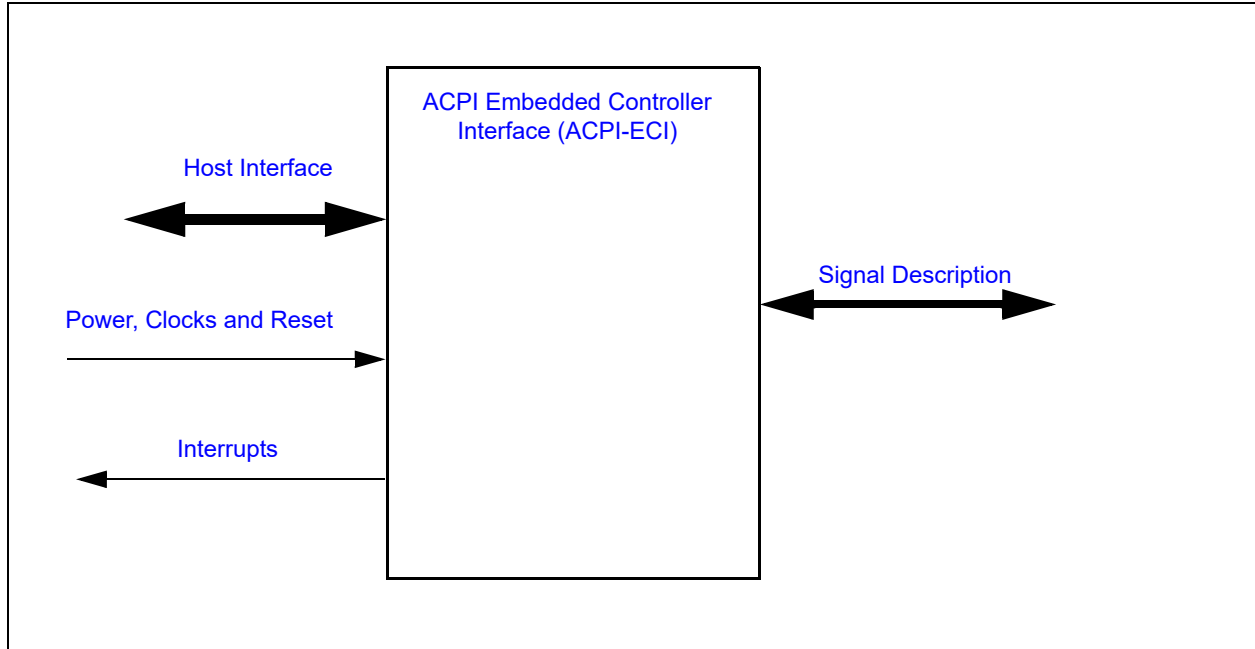 ACPI Embedded Controller
Interface (ACPI-ECI)
Host Interface
Signal Description
Power, Clocks and Reset
Interrupts